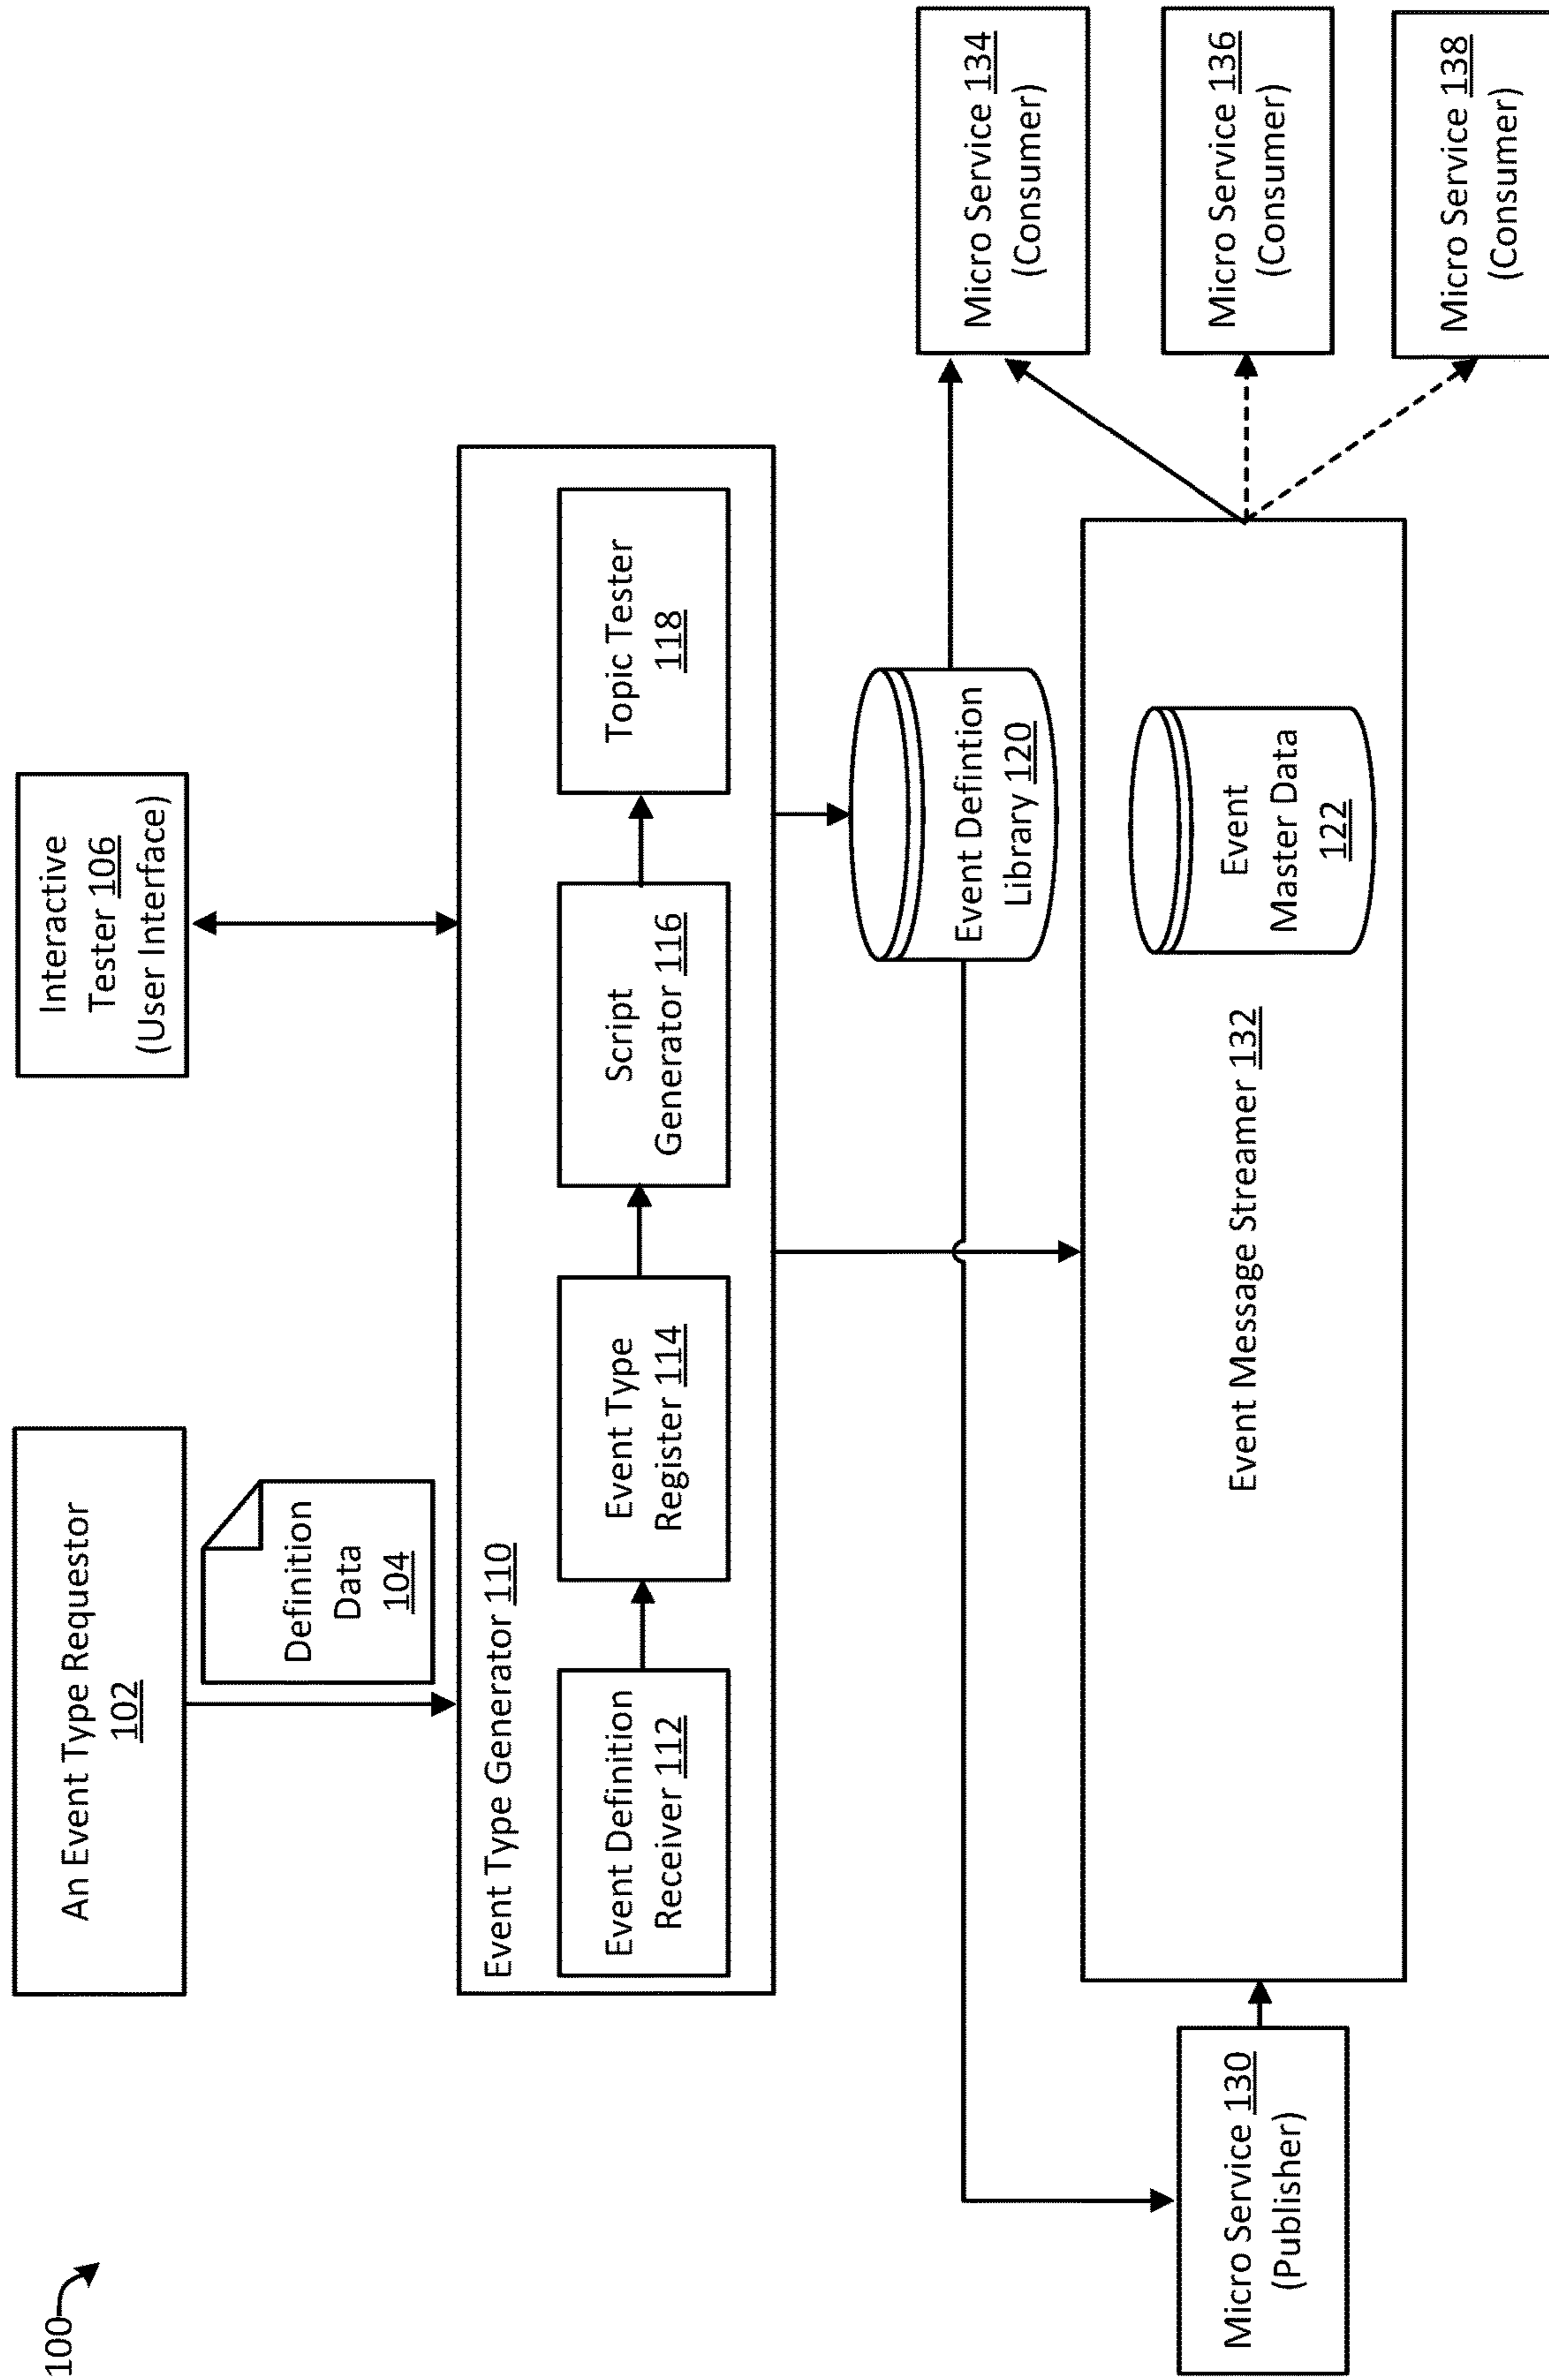 100
An Event Type Requestor
102
Definition
Data
104
Interactive
Tester 106
(User Interface)
Event Type Generator 110
Event Definition
Receiver 112
Event Type
Register 114
Script
Generator 116
Topic Tester
118
Event Defintion
Library 120
Micro Service 130
(Publisher)
Event Message Streamer 132
Event
Master Data
122
Micro Service 134
(Consumer)
Micro Service 136
(Consumer)
Micro Service 138
(Consumer)